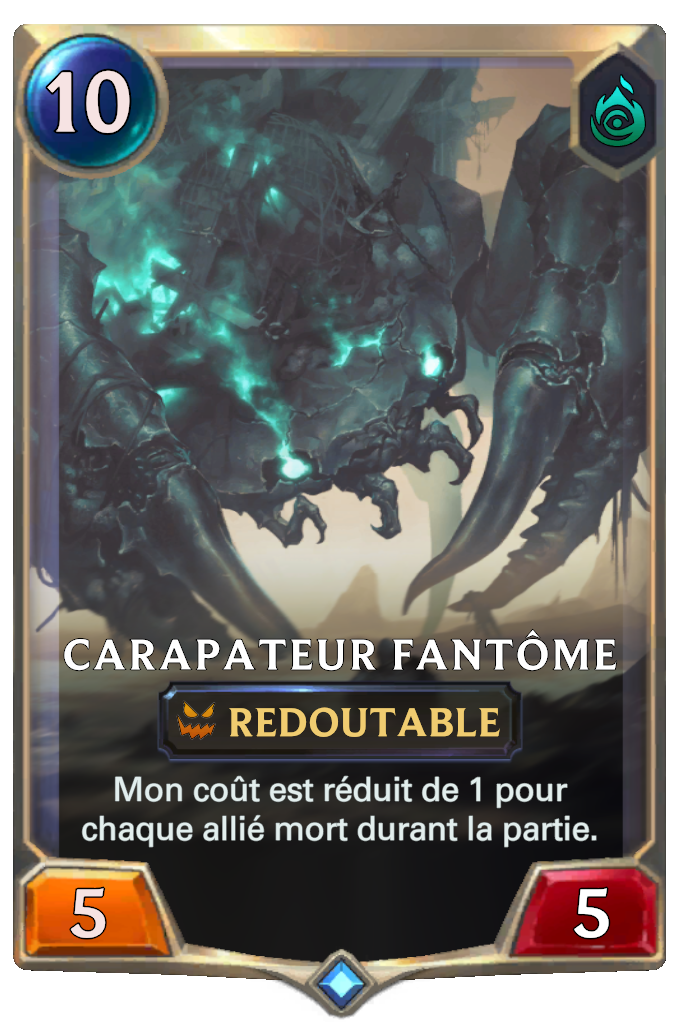 10
CARAPATEUR FANTÔME
REDOUTABLE
Mon coût est réduit de 1 pour
chaque allié mort durant la partie.
5 5